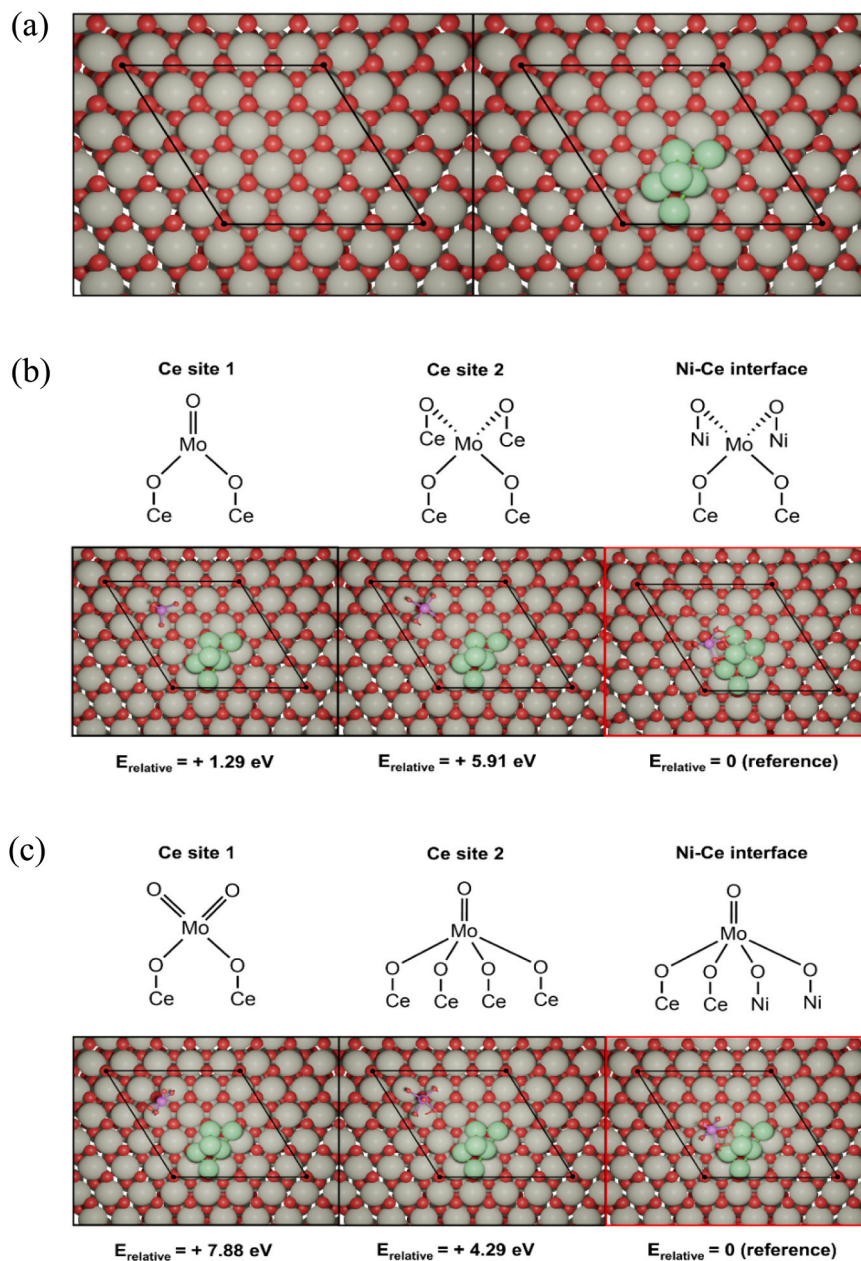 (a)
(b)
Ce site 1 Ce site 2 Ni-Ce interface
O O O O O
Mo Ce Mo Ce Ni Mo Ni
O O O O O O
Ce Ce Ce Ce Ce Ce
E relative = + 1.29 eV E relative = + 5.91 eV E relative = 0 (reference)
(c)
Ce site 1 Ce site 2 Ni-Ce interface
O O O O
Mo Mo Mo
O O O O O O O O O O
Ce Ce Ce Ce Ce Ce Ce Ce Ni Ni
E relative = + 7.88 eV E relative = + 4.29 eV E relative = 0 (reference)